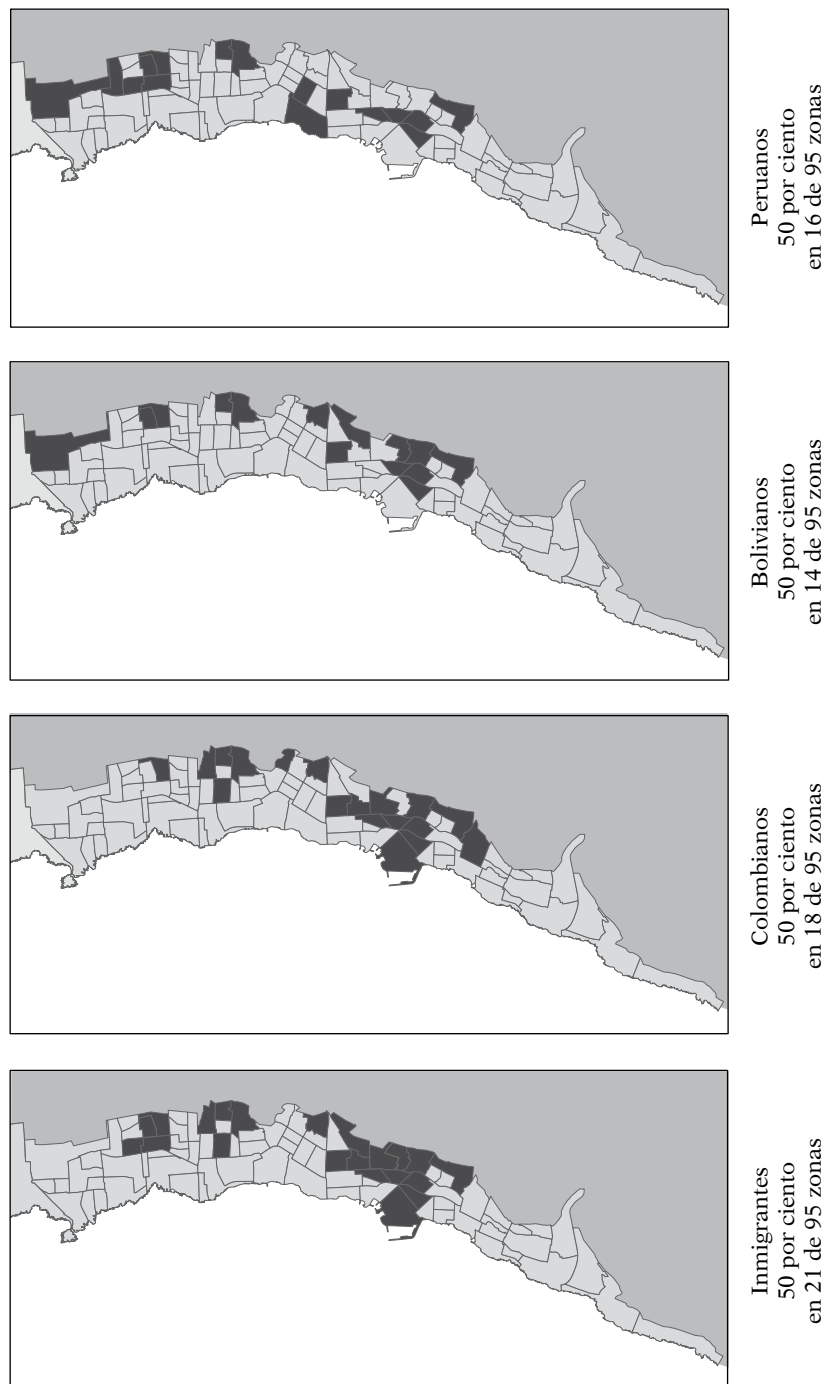 Peruanos
50 por ciento
en 16 de 95 zonas
Bolivianos
50 por ciento
en 14 de 95 zonas
Colombianos
50 por ciento
en 18 de 95 zonas
Inmigrantes
50 por ciento
en 21 de 95 zonas